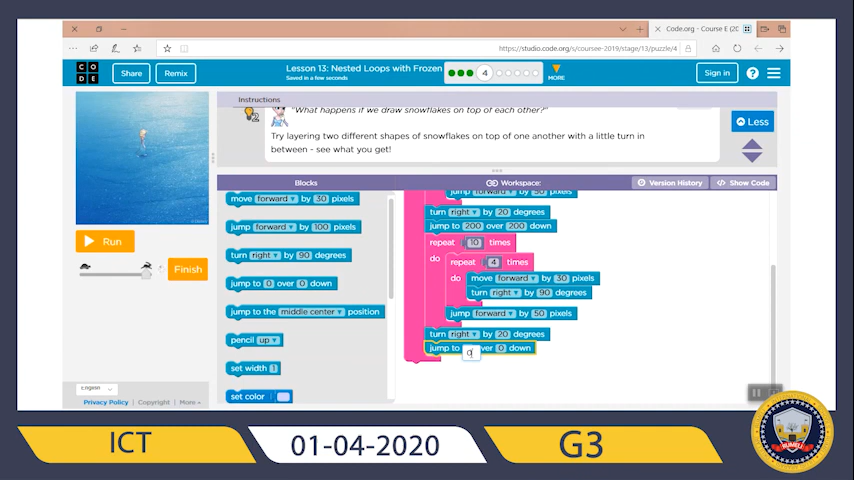 Code.org - Course E (20
https://studio.code.org/s/coursee-2019/stage/13/puzzle/4
C O
D E
Share
Remix
Lesson 13: Nested Loops with Frozen
Saved in a few seconds
4
MORE
Sign in
?
Instructions
2
"What happens if we draw snowflakes on top of each other?"
Try layering two different shapes of snowflakes on top of one another with a little turn in
between - see what you get!
Less
Blocks
Workspace:
Version History
Show Code
move forward by 30 pixels
jump forward by 100 pixels
turn right by 90 degrees
jump to 0 over 0 down
jump to the middle center position
pencil up
set width 1
set color
jump forward by 50 pixels
turn right by 20 degrees
jump to 200 over 200 down
repeat 10 times
do
repeat 4 times
do
move forward by 30 pixels
turn right by 90 degrees
jump forward by 50 pixels
turn right by 20 degrees
jump to 0 over 0 down
Run
Finish
English
Privacy Policy | Copyright | More
ICT
01-04-2020
G3